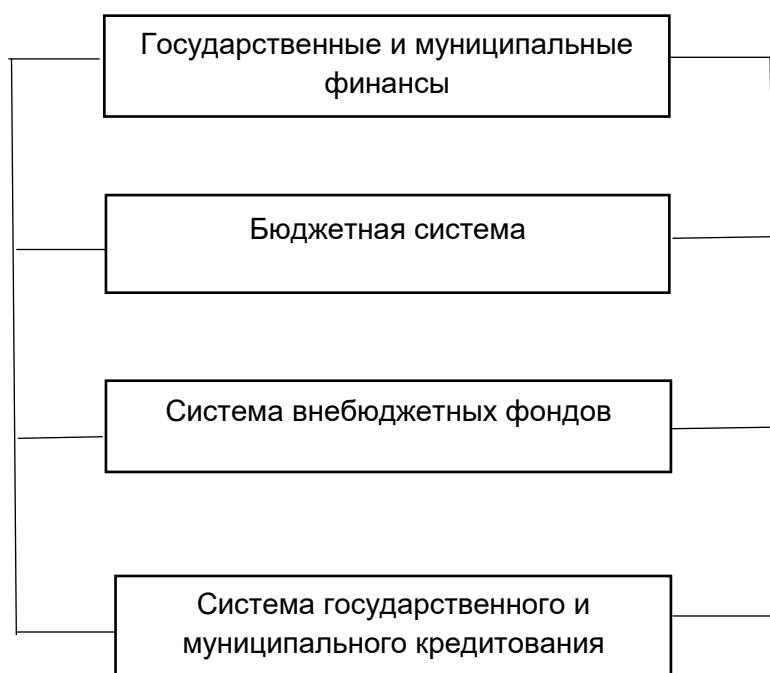 Государственные и муниципальные
финансы
Бюджетная система
Система внебюджетных фондов
Система государственного и
муниципального кредитования